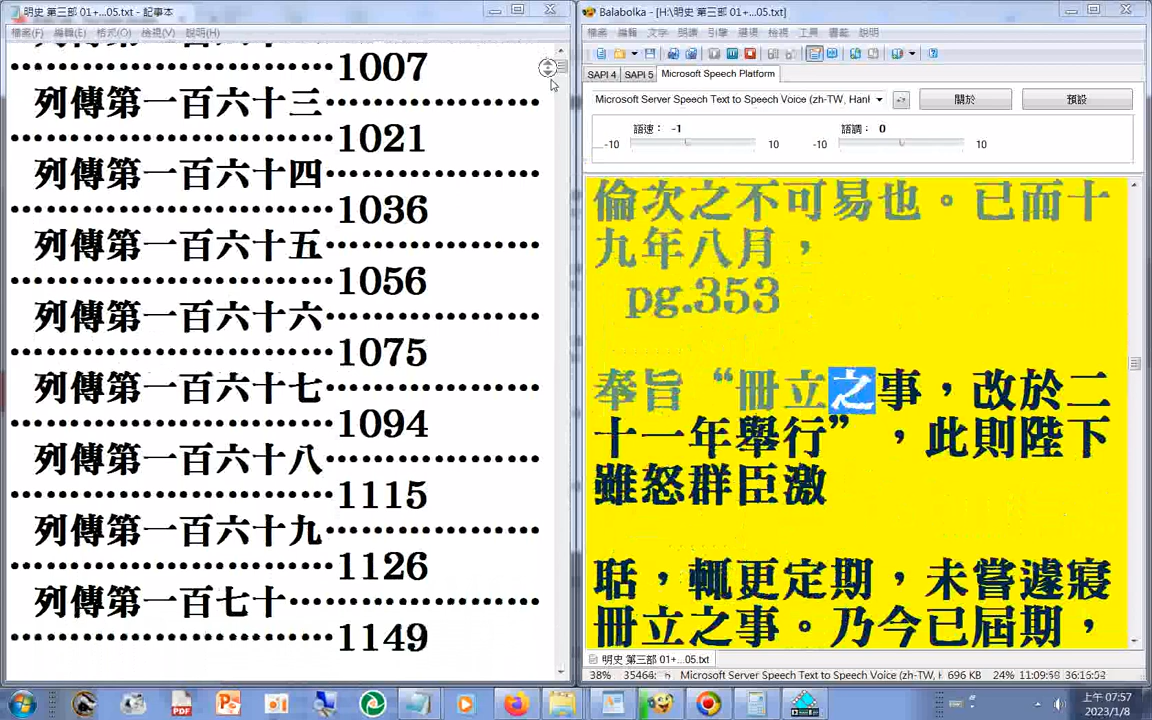 明史 第三部 01+...05.txt - 記事本
檔案(F) 編輯(E) 格式(O) 檢視(V) 說明(H)
••••••••••••••••••1007
列傳第一百六十三••••••••••••
••••••••••••••••••1021
列傳第一百六十四••••••••••••
••••••••••••••••••1036
列傳第一百六十五••••••••••••
••••••••••••••••••1056
列傳第一百六十六••••••••••••
••••••••••••••••••1075
列傳第一百六十七••••••••••••
••••••••••••••••••1094
列傳第一百六十八••••••••••••
••••••••••••••••••1115
列傳第一百六十九••••••••••••
••••••••••••••••••1126
列傳第一百七十••••••••••••••
••••••••••••••••••1149
Balabolka - [H:\明史 第三部 01+...05.txt]
檔案 編輯 文字 朗讀 引擎 選項 檢視 工具 書籤 說明
SAPI 4 SAPI 5 Microsoft Speech Platform
Microsoft Server Speech Text to Speech Voice (zh-TW, Hanl
關於
預設
語速： -1
語調： 0
-10 10 -10 10
倫次之不可易也。已而十
九年八月，
pg.353
奉旨“冊立之事，改於二
十一年舉行”，此則陛下
雖怒群臣激
聒，輒更定期，未嘗遽寢
冊立之事。乃今已屆期，
明史 第三部 01+...05.txt
38% Microsoft Server Speech Text to Speech Voice (zh-TW, 696 KB 24%
PDF
上午 07:57
2023/1/8